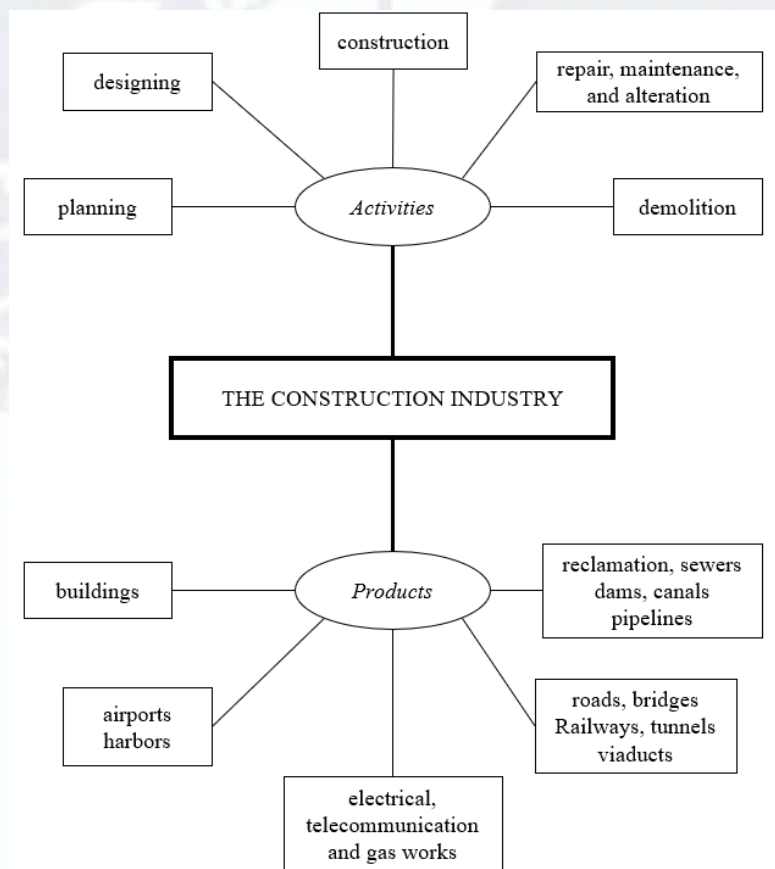 construction
designing
repair, maintenance,
and alteration
planning
Activities
demolition
THE CONSTRUCTION INDUSTRY
buildings
Products
reclamation, sewers
dams, canals
pipelines
airports
harbors
roads, bridges
Railways, tunnels
viaducts
electrical,
telecommunication
and gas works